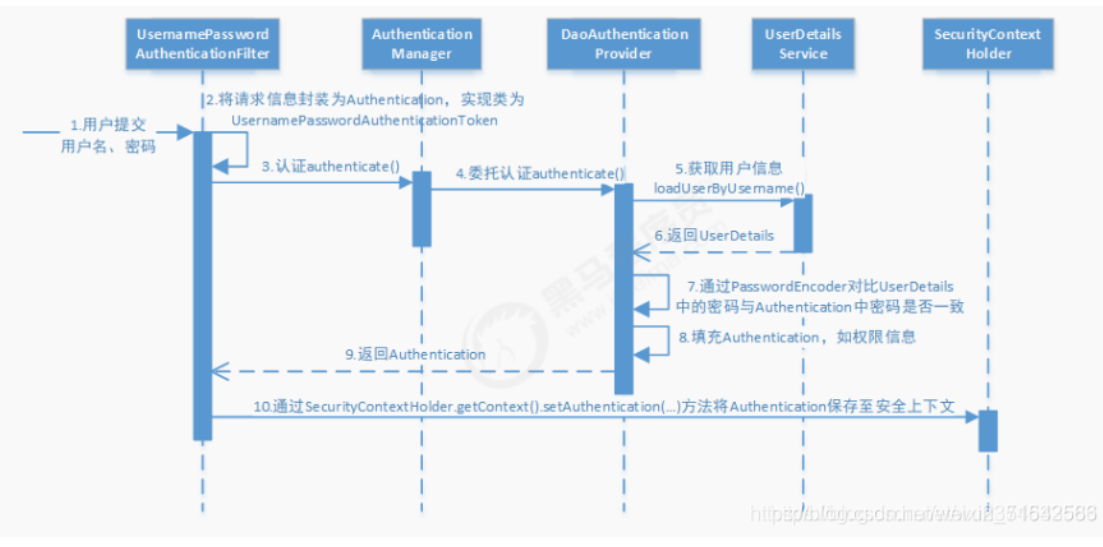 UsernamePassword
AuthenticationFilter
Authentication
Manager
DaoAuthentication
Provider
UserDetails
Service
SecurityContext
Holder
2.将请求信息封装为Authentication，实现类为
UsernamePasswordAuthenticationToken
1.用户提交
用户名、密码
3.认证authenticate()
4.委托认证authenticate()
5.获取用户信息
loadUserByUsername()
6.返回UserDetails
7.通过PasswordEncoder对比UserDetails
中的密码与Authentication中密码是否一致
8.填充Authentication，如权限信息
9.返回Authentication
10.通过SecurityContextHolder.getContext().setAuthentication(...)方法将Authentication保存至安全上下文
黑马程序员